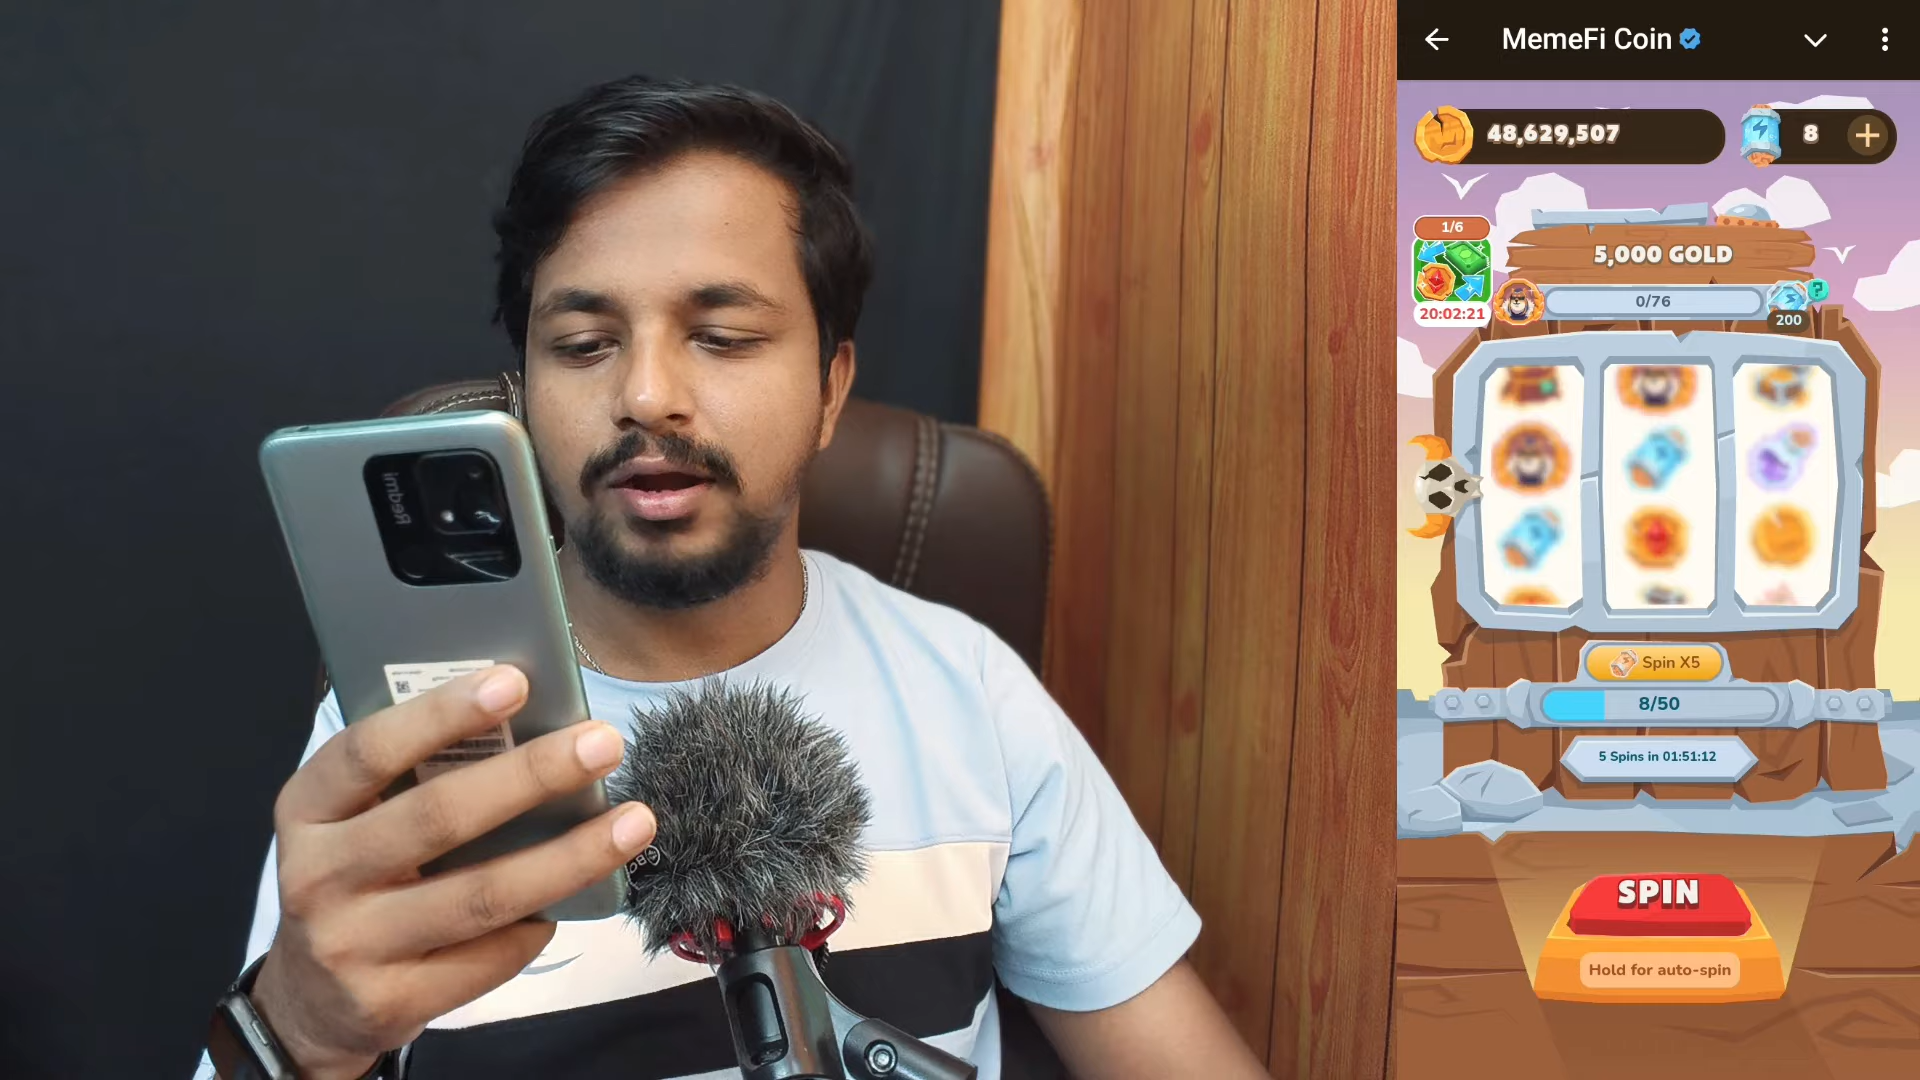 MemeFi Coin
48,629,507
8
1/6
5,000 GOLD
0/76
?
20:02:21
200
Redmi
Spin X5
8/50
5 Spins in 01:51:12
SPIN
Hold for auto-spin